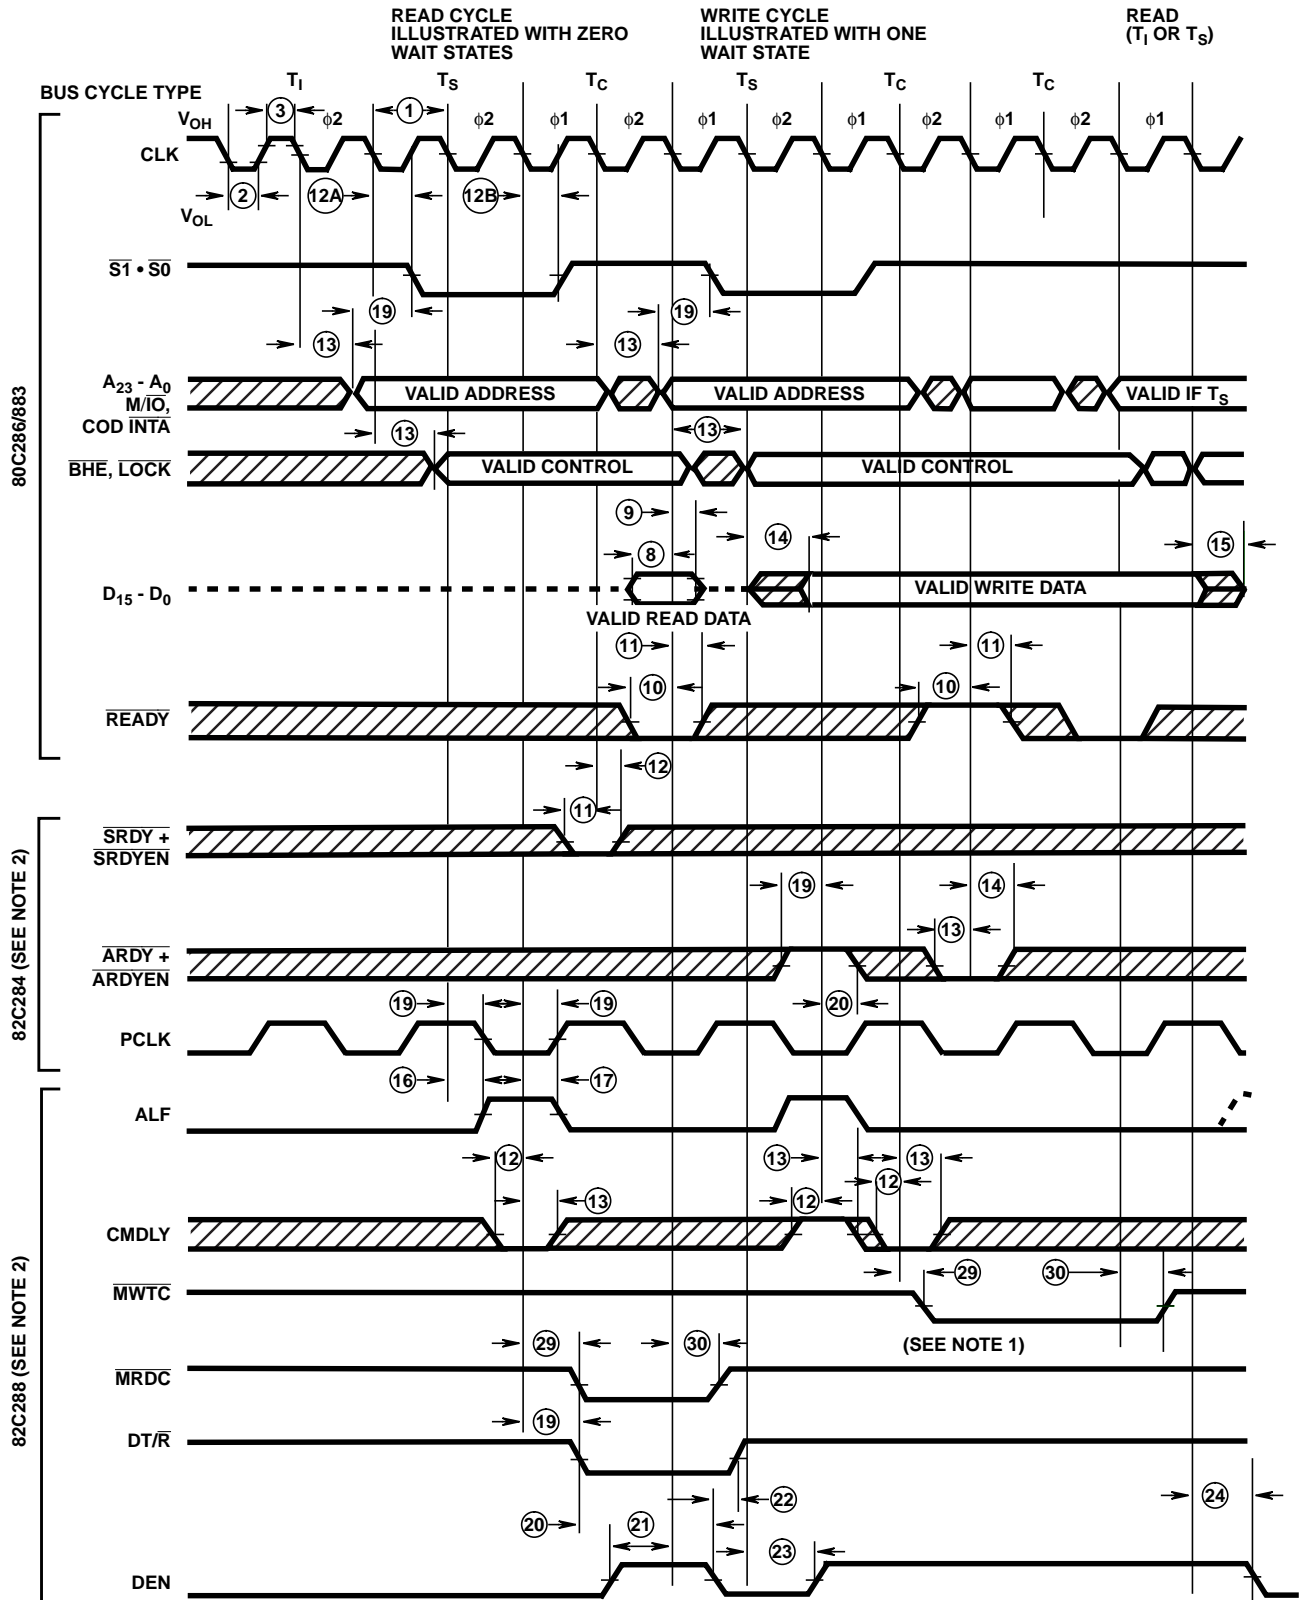 READ CYCLE
ILLUSTRATED WITH ZERO
WAIT STATES
WRITE CYCLE
ILLUSTRATED WITH ONE
WAIT STATE
READ
(TI OR TS)
BUS CYCLE TYPE
TI
TS
TC
TS
TC
TC
VOH
3
ϕ2
1
ϕ2
ϕ1
ϕ2
ϕ1
ϕ2
ϕ1
ϕ2
ϕ1
ϕ2
ϕ1
CLK
2
12A
12B
VOL
S1 • S0
19
19
13
13
80C286/883
A23 - A0
M/IO,
COD INTA
VALID ADDRESS
VALID ADDRESS
VALID IF TS
13
13
BHE, LOCK
VALID CONTROL
VALID CONTROL
9
8
14
15
D15 - D0
VALID WRITE DATA
VALID READ DATA
11
11
10
10
READY
12
11
82C284 (SEE NOTE 2)
SRDY +
SRDYEN
19
14
13
ARDY +
ARDYEN
19
19
20
PCLK
16
17
82C288 (SEE NOTE 2)
ALF
12
13
13
12
13
12
CMDLY
29
30
MWTC
(SEE NOTE 1)
29
30
MRDC
19
DT/R
22
24
20
21
23
DEN